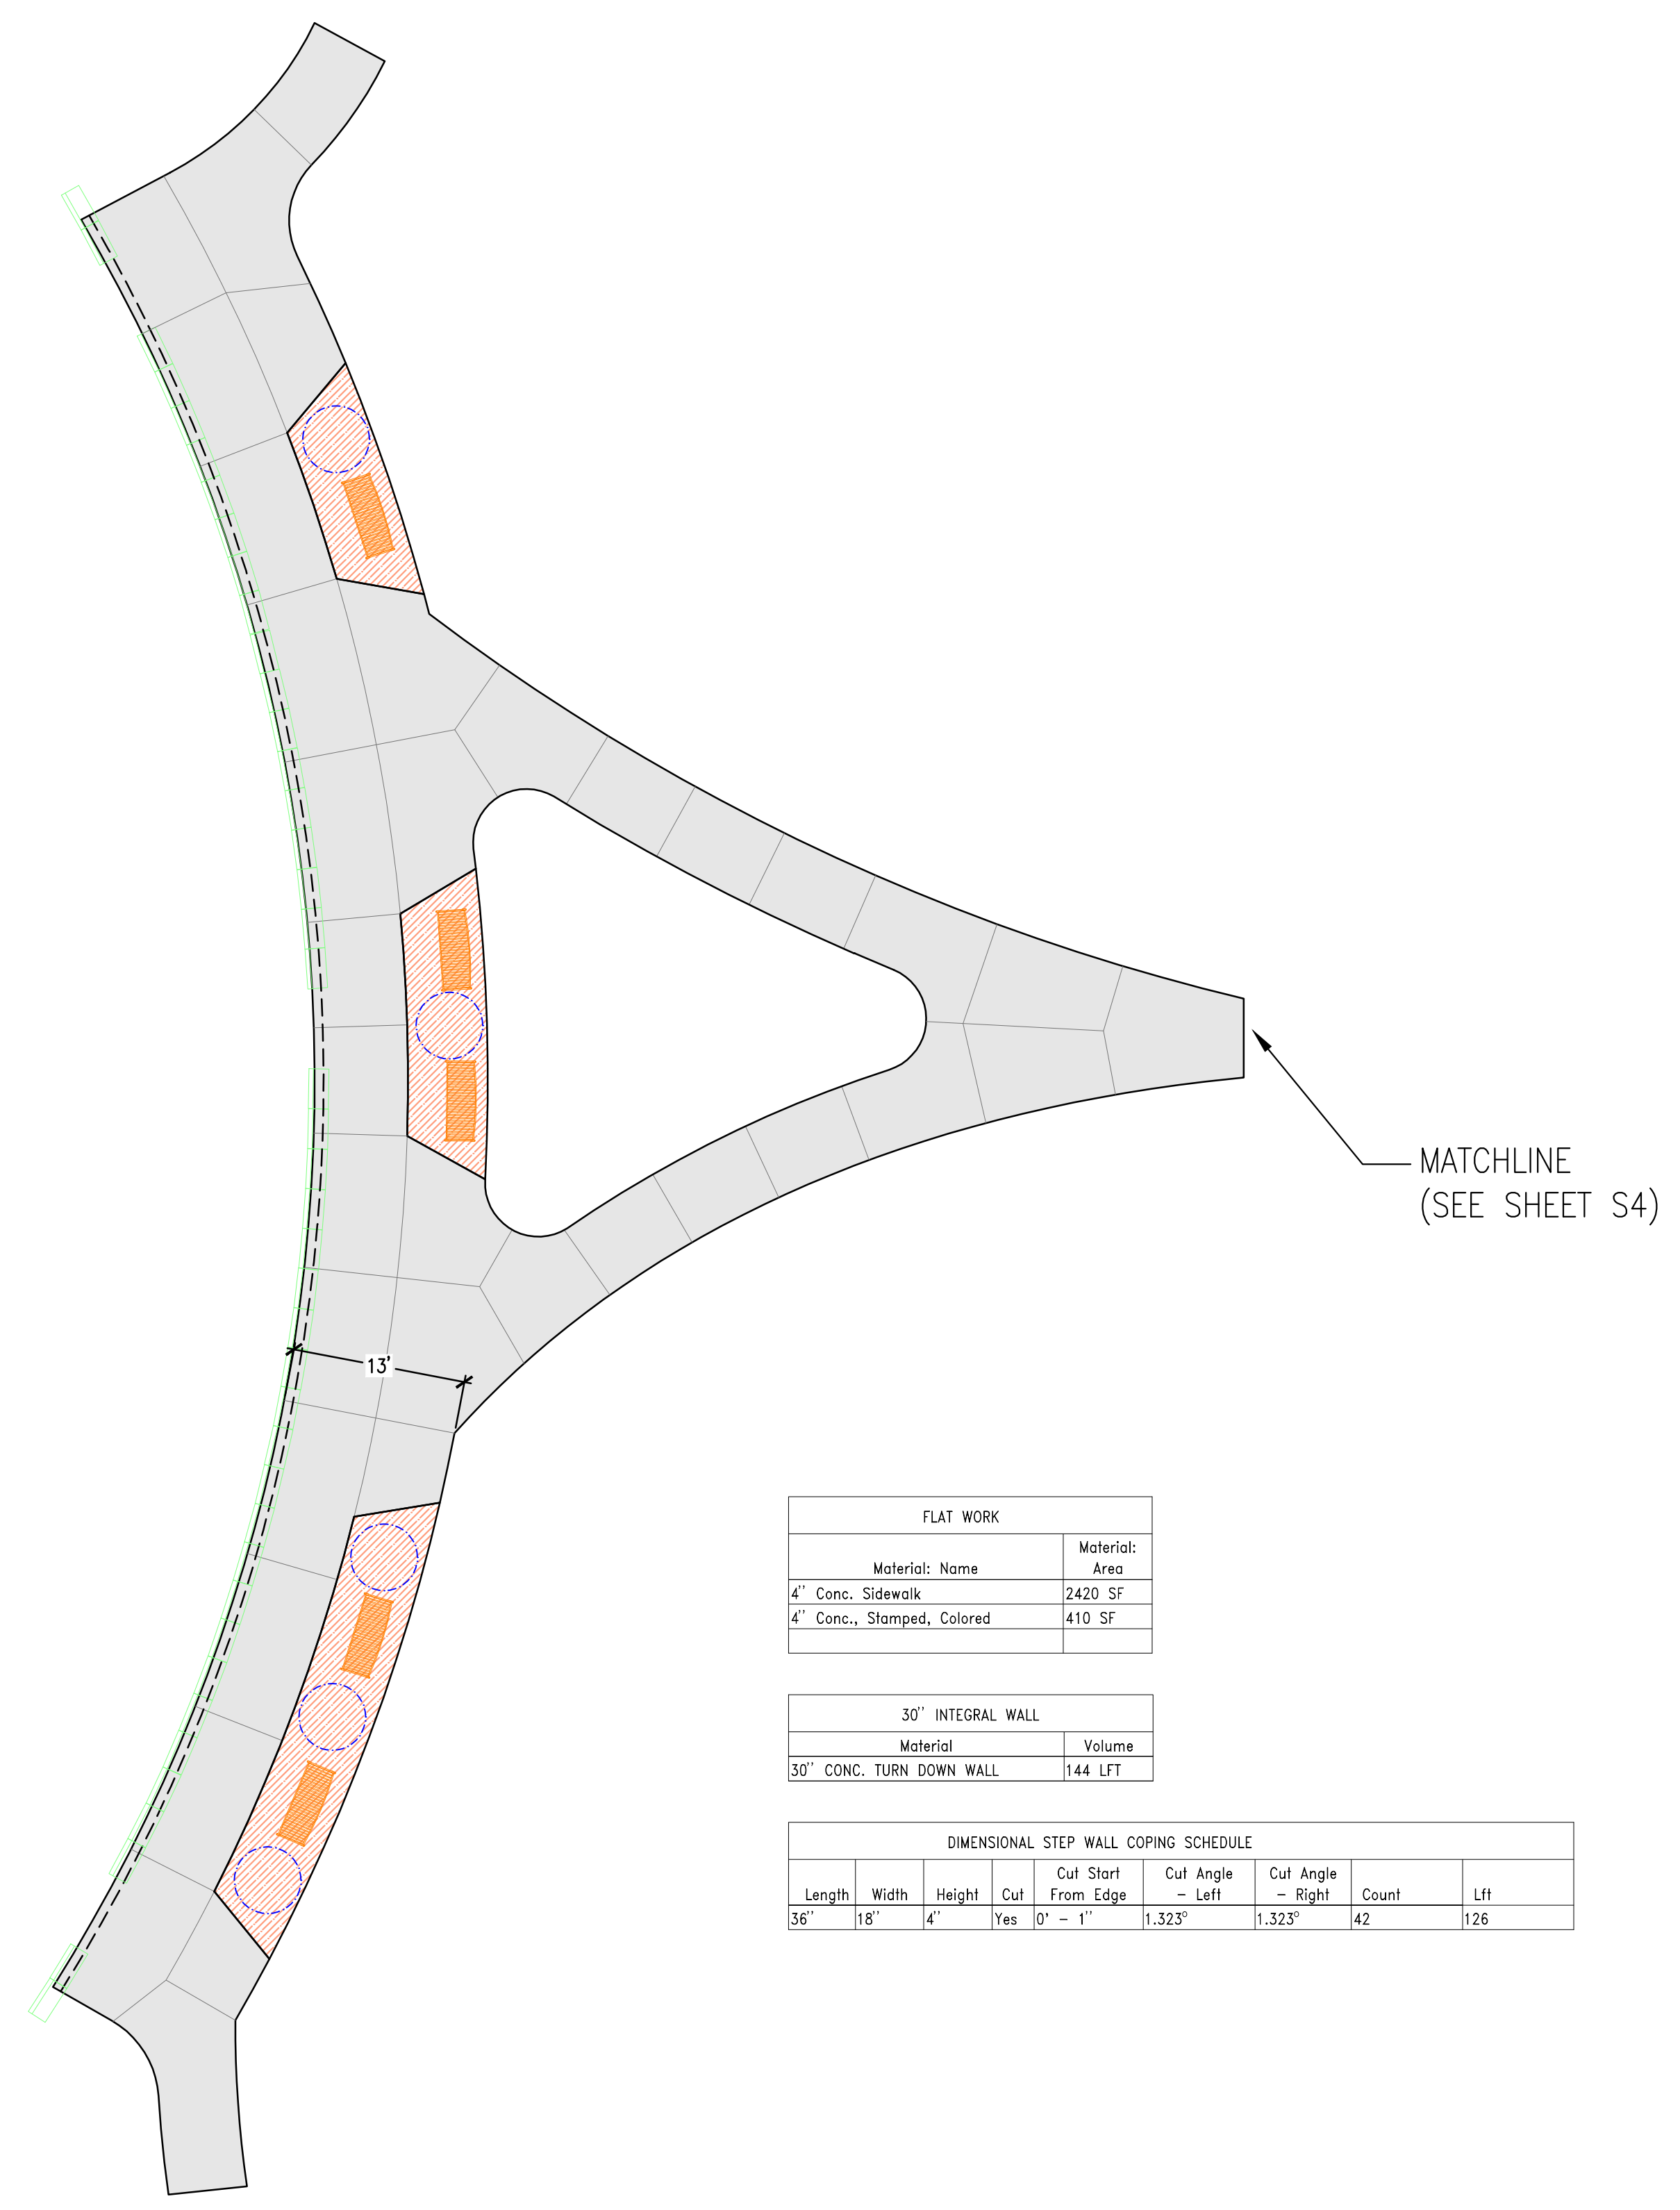 MATCHLINE
(SEE SHEET S4)
13'
FLAT WORK
Material: Name
Material:
Area
4'' Conc. Sidewalk 2420 SF
4'' Conc., Stamped, Colored 410 SF
30'' INTEGRAL WALL
Material Volume
30'' CONC. TURN DOWN WALL 144 LFT
DIMENSIONAL STEP WALL COPING SCHEDULE
Length Width Height Cut
Cut Start
From Edge
Cut Angle
– Left
Cut Angle
– Right
Count Lft
36'' 18'' 4'' Yes 0' – 1'' 1.323° 1.323° 42 126